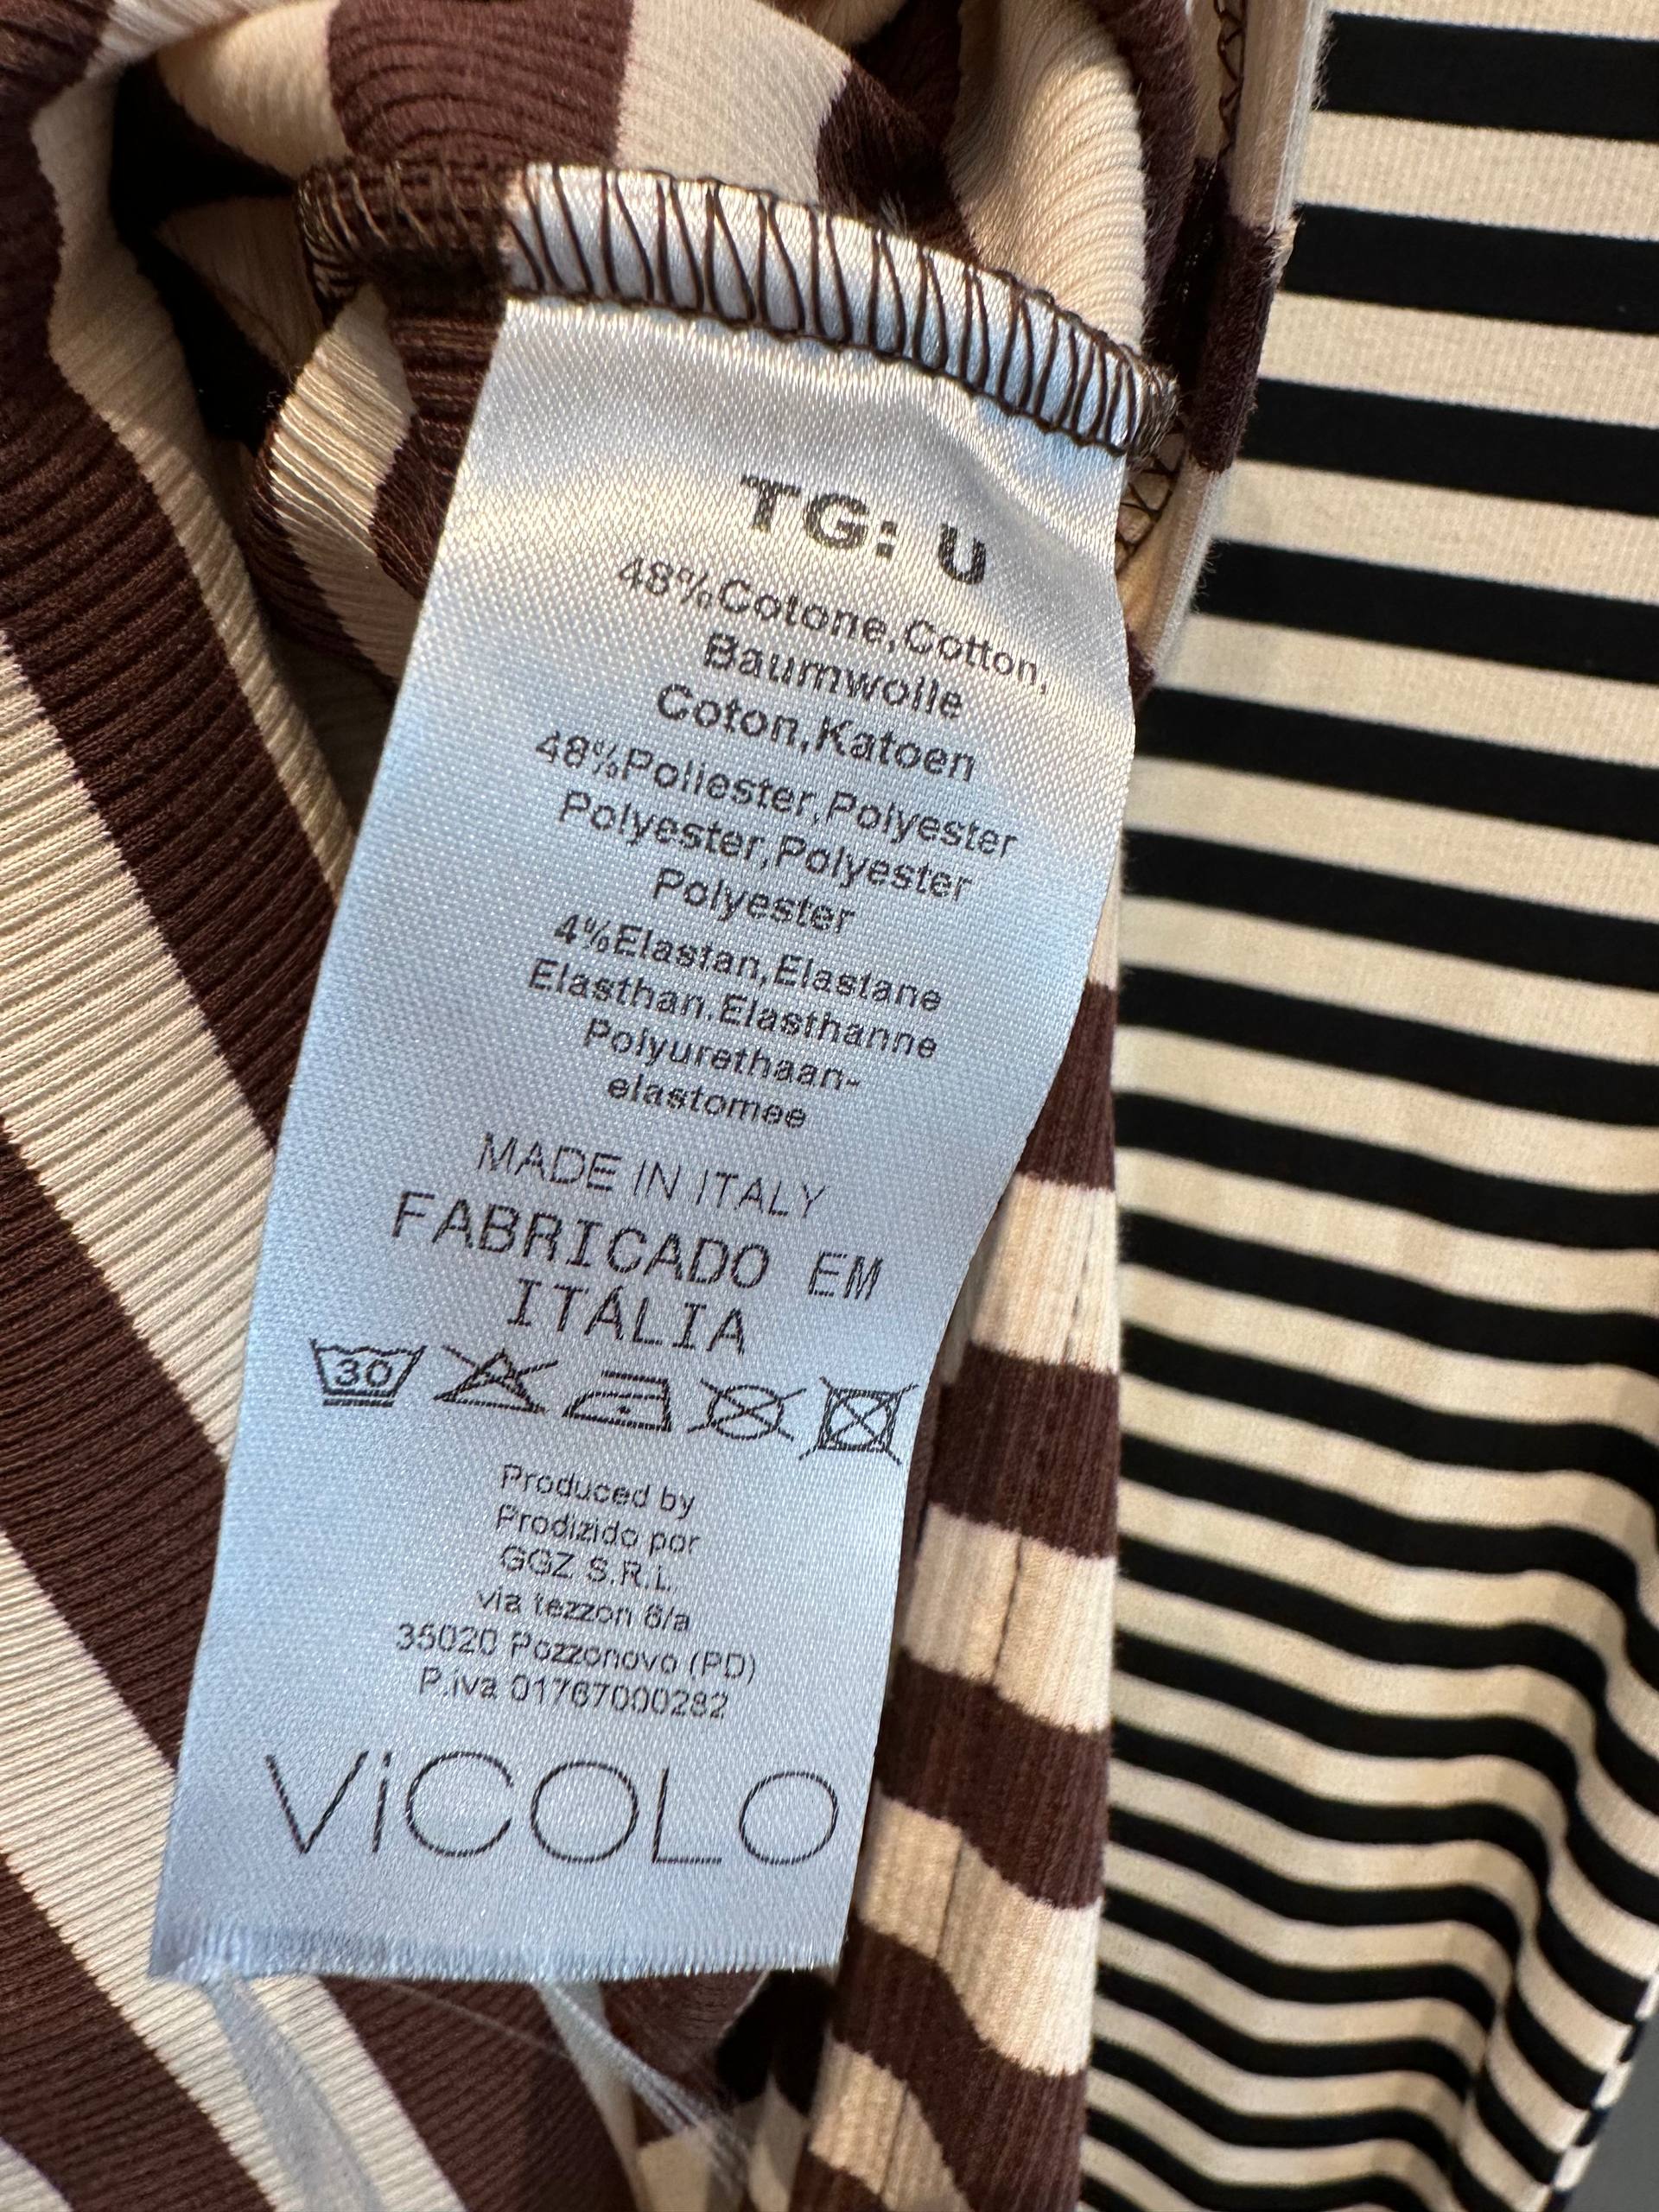 TG: U
48%Cotone,Cotton,
Baumwolle
Coton,Katoen
48%Poliester,Polyester
Polyester,Polyester
Polyester
4%Elastan,Elastane
Elasthan.Elasthanne
Polyurethaan-
elastomee
MADE IN ITALY
FABRICADO EM
ITÁLIA
30
Produced by
Prodizido por
GGZ S.R.L.
via tezzon 6/a
35020 Pozzonovo (PD)
P.iva 01767000282
ViCOLO